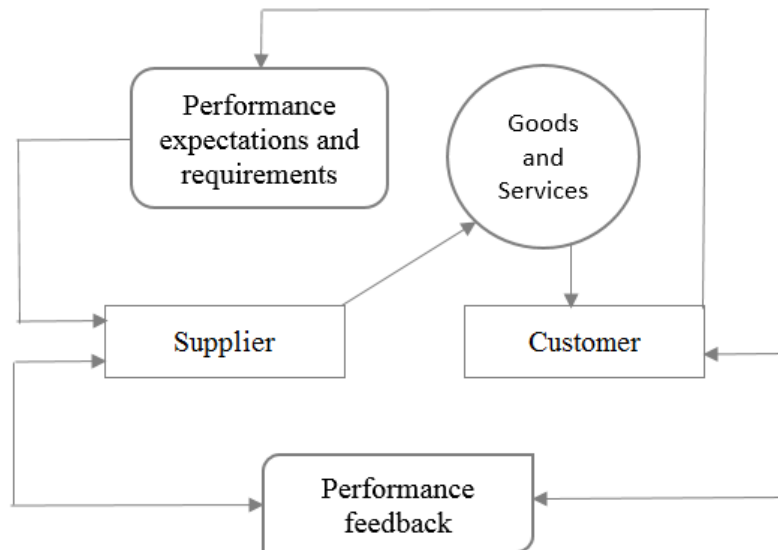 Performance
expectations and
requirements
Goods
and
Services
Supplier
Customer
Performance
feedback